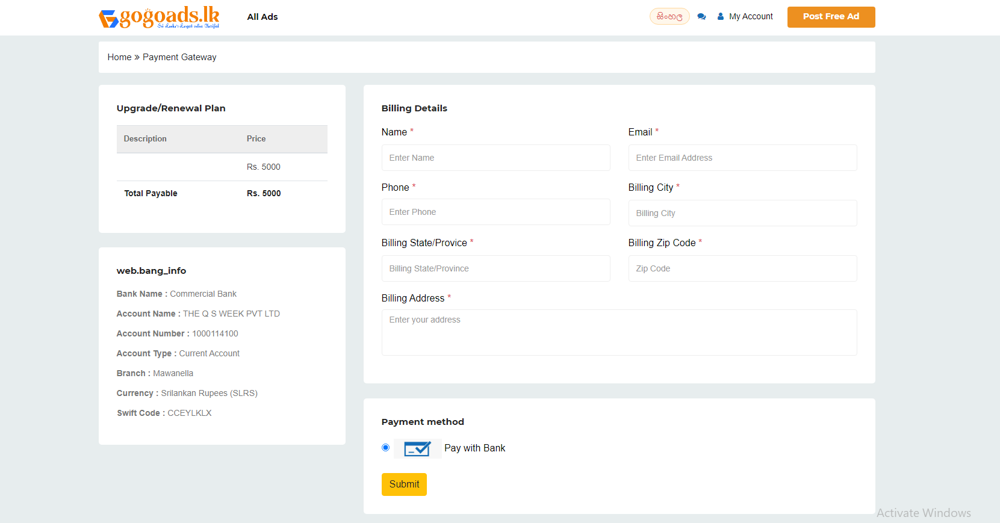 gogoads.lk
Sri Lanka's Largest online Classified
All Ads
සිංහල
My Account
Post Free Ad
Home » Payment Gateway
Upgrade/Renewal Plan
Description Price
Rs. 5000
Total Payable Rs. 5000
web.bang_info
Bank Name : Commercial Bank
Account Name : THE Q S WEEK PVT LTD
Account Number : 1000114100
Account Type : Current Account
Branch : Mawanella
Currency : Srilankan Rupees (SLRS)
Swift Code : CCEYLKLX
Billing Details
Name *
Enter Name
Email *
Enter Email Address
Phone *
Enter Phone
Billing City *
Billing City
Billing State/Provice *
Billing State/Province
Billing Zip Code *
Zip Code
Billing Address *
Enter your address
Payment method
Pay with Bank
Submit
Activate Windows